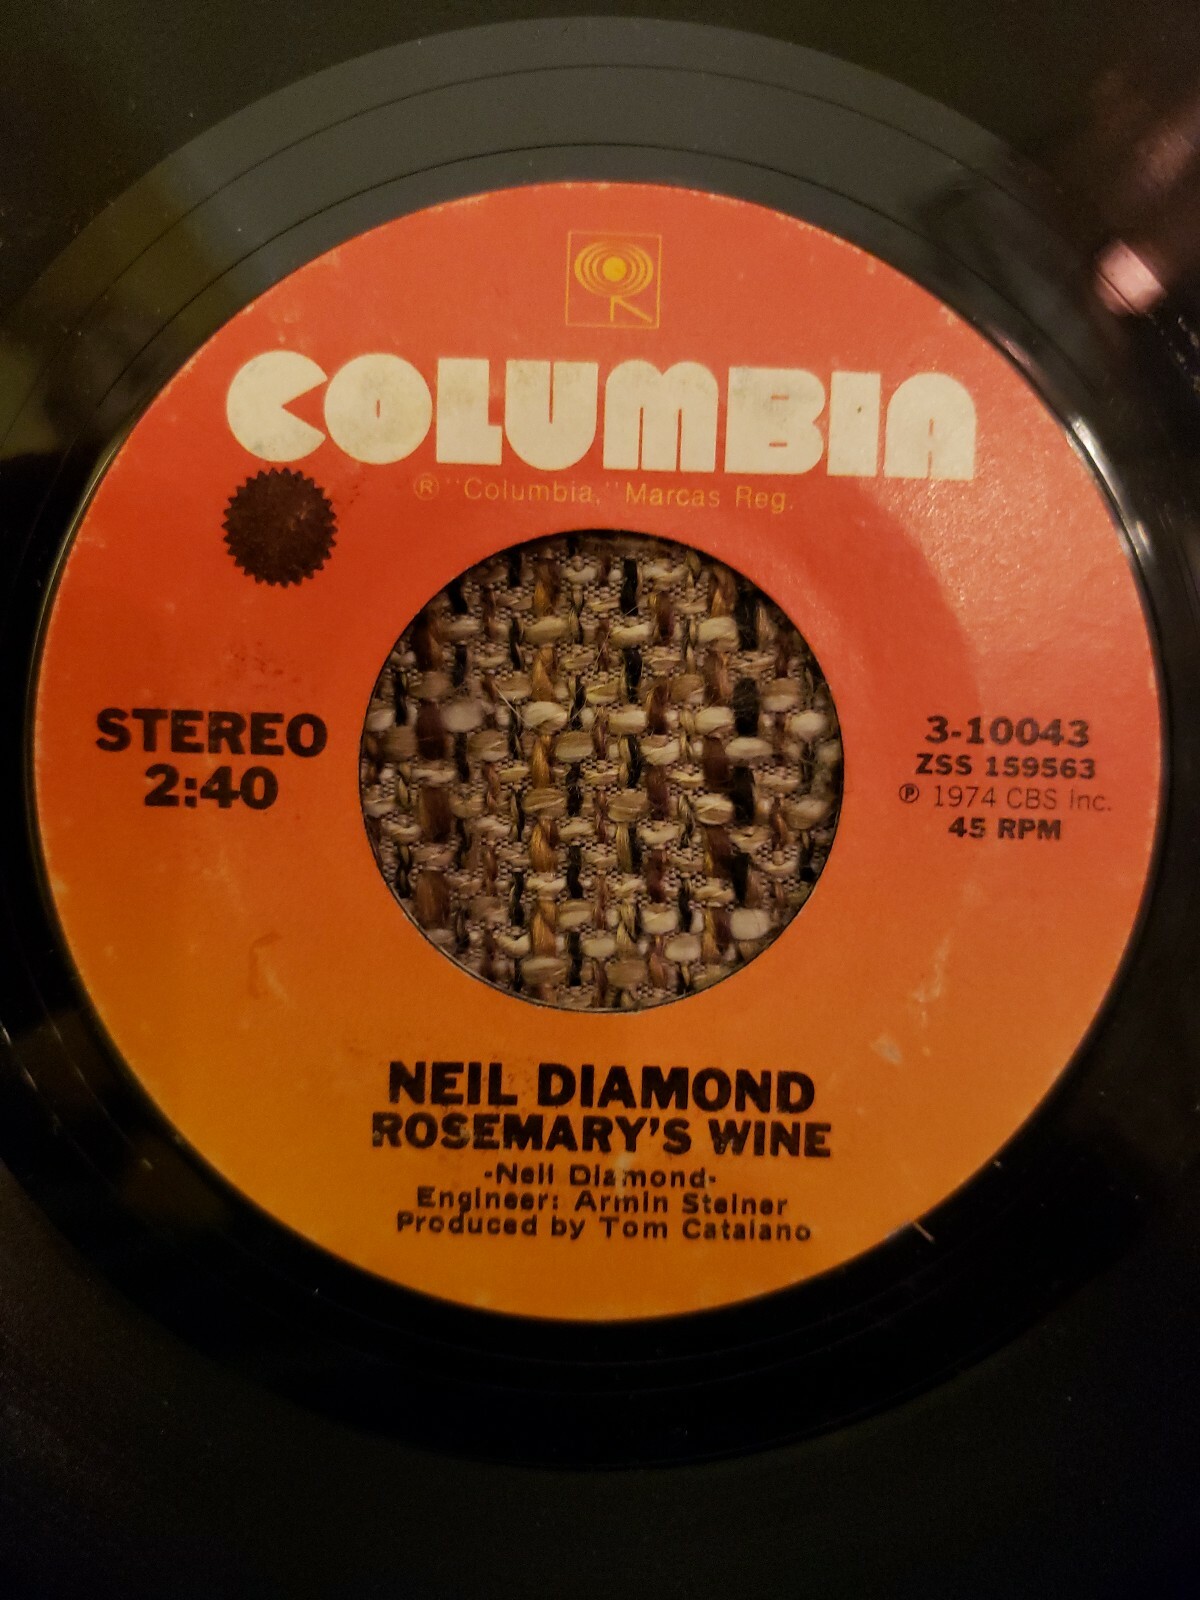 COLUMBIA
® "Columbia," Marcas Reg.
STEREO
2:40
3-10043
ZSS 159563
℗ 1974 CBS Inc.
45 RPM
NEIL DIAMOND
ROSEMARY'S WINE
-Neil Diamond-
Engineer: Armin Steiner
Produced by Tom Catalano